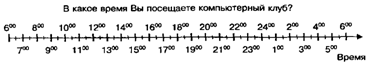 В какое время Вы посещаете компьютерный клуб?
6⁰⁰ 8⁰⁰ 10⁰⁰ 12⁰⁰ 14⁰⁰ 16⁰⁰ 18⁰⁰ 20⁰⁰ 22⁰⁰ 24⁰⁰ 2⁰⁰ 4⁰⁰ 6⁰⁰
7⁰⁰ 9⁰⁰ 11⁰⁰ 13⁰⁰ 15⁰⁰ 17⁰⁰ 19⁰⁰ 21⁰⁰ 23⁰⁰ 1⁰⁰ 3⁰⁰ 5⁰⁰
Время